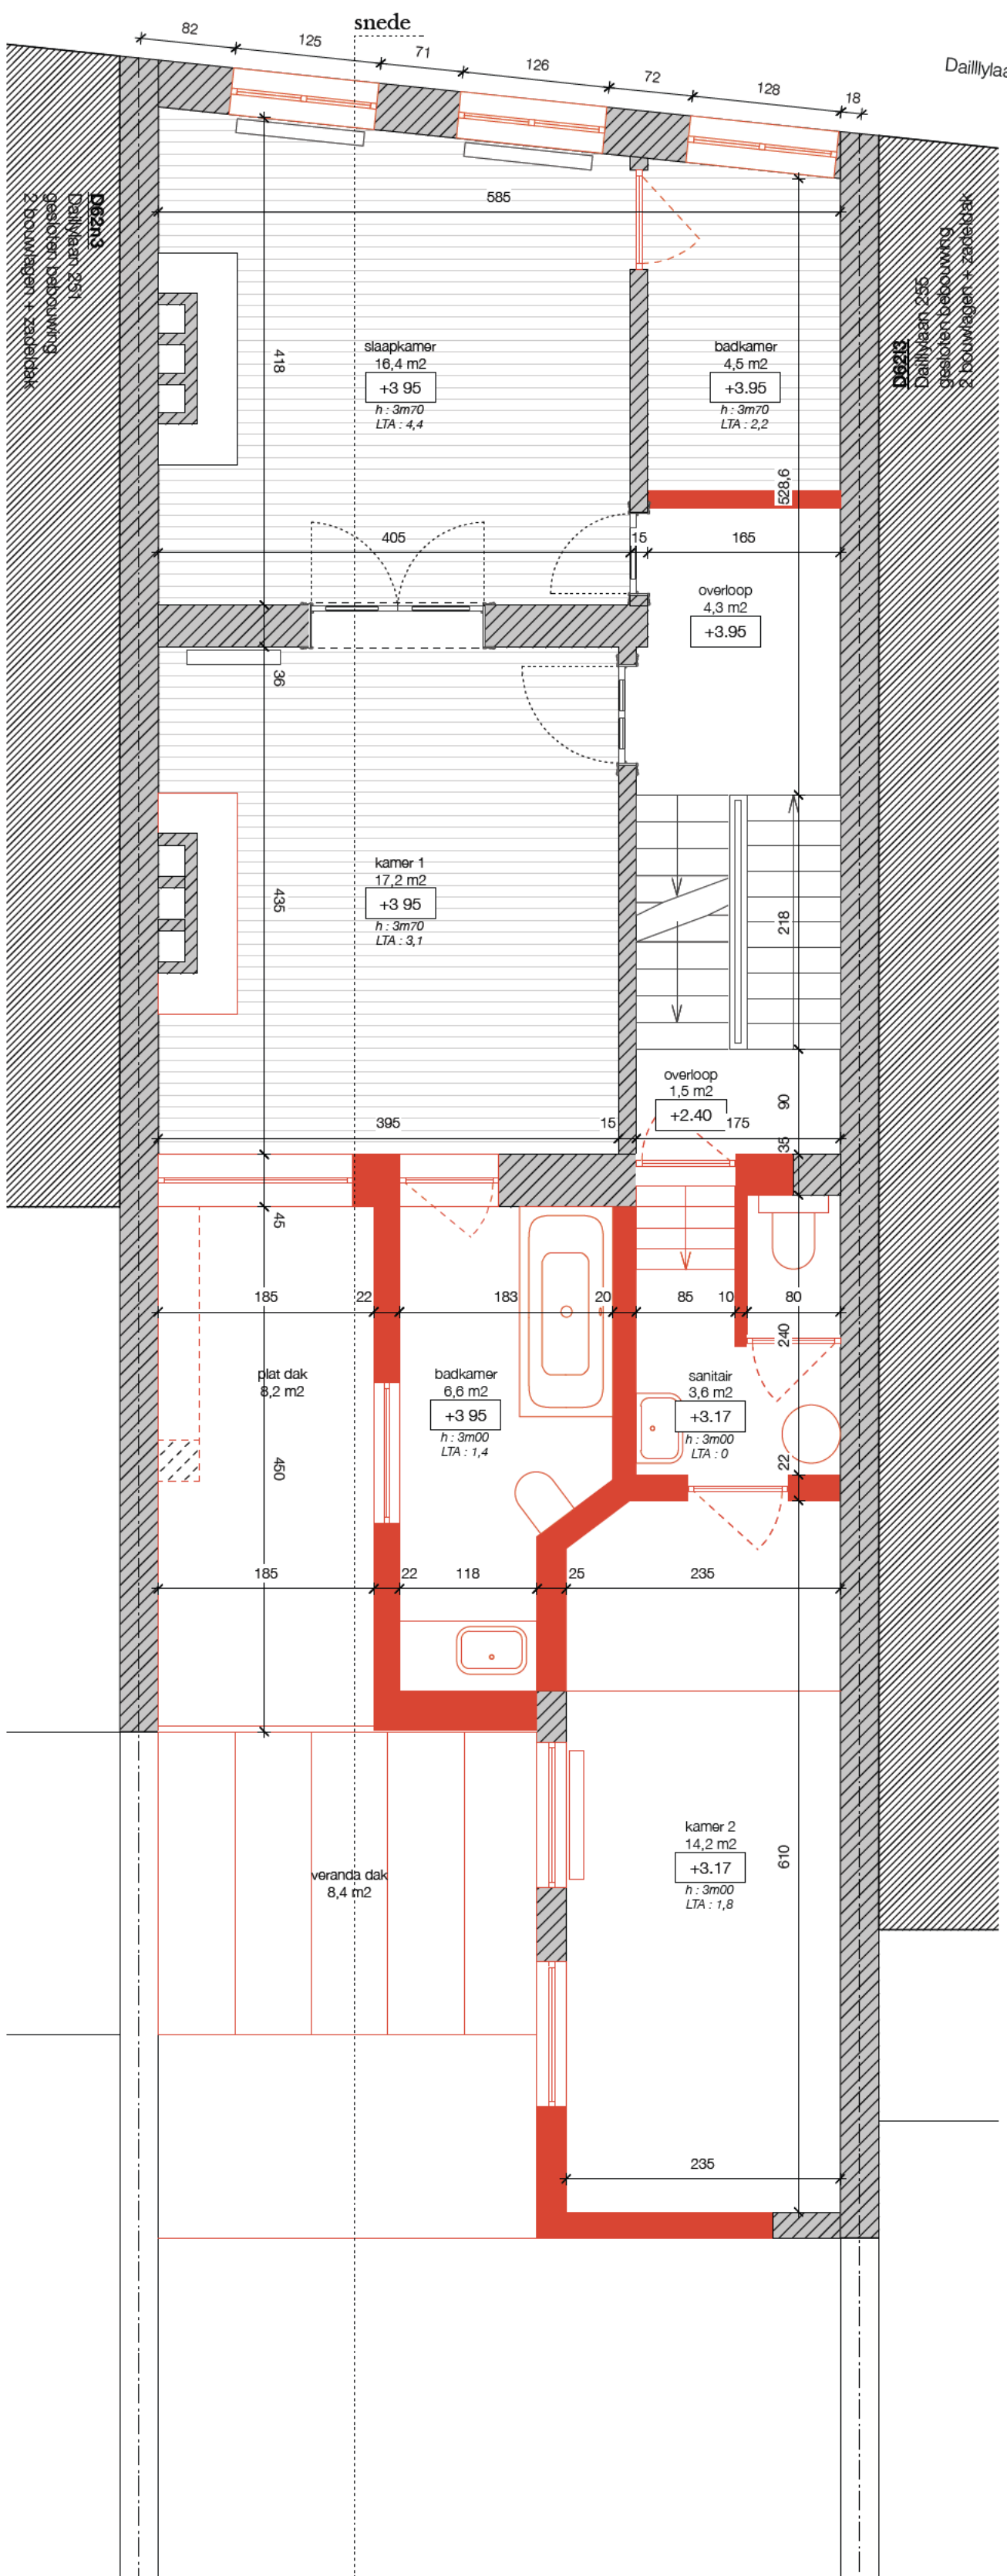 snede
82
125
71
126
72
128
18
Dailllylaa
D62n3
Daillylaan 251
gesloten bebouwing
2 bouwlagen + zadeldak
D62l3
Daillylaan 255
gesloten bebouwing
2 bouwlagen + zadeldak
585
418
slaapkamer
16,4 m2
+3 95
h : 3m70
LTA : 4,4
badkamer
4,5 m2
+3.95
h : 3m70
LTA : 2,2
528,6
405
15
165
overloop
4,3 m2
+3.95
36
kamer 1
17,2 m2
+3 95
h : 3m70
LTA : 3,1
435
218
overloop
1,5 m2
+2.40
90
395
15
175
35
45
185
22
183
20
85
10
80
240
plat dak
8,2 m2
badkamer
6,6 m2
+3 95
h : 3m00
LTA : 1,4
sanitair
3,6 m2
+3.17
h : 3m00
LTA : 0
450
22
185
22
118
25
235
kamer 2
14,2 m2
+3.17
h : 3m00
LTA : 1,8
610
veranda dak
8,4 m2
235